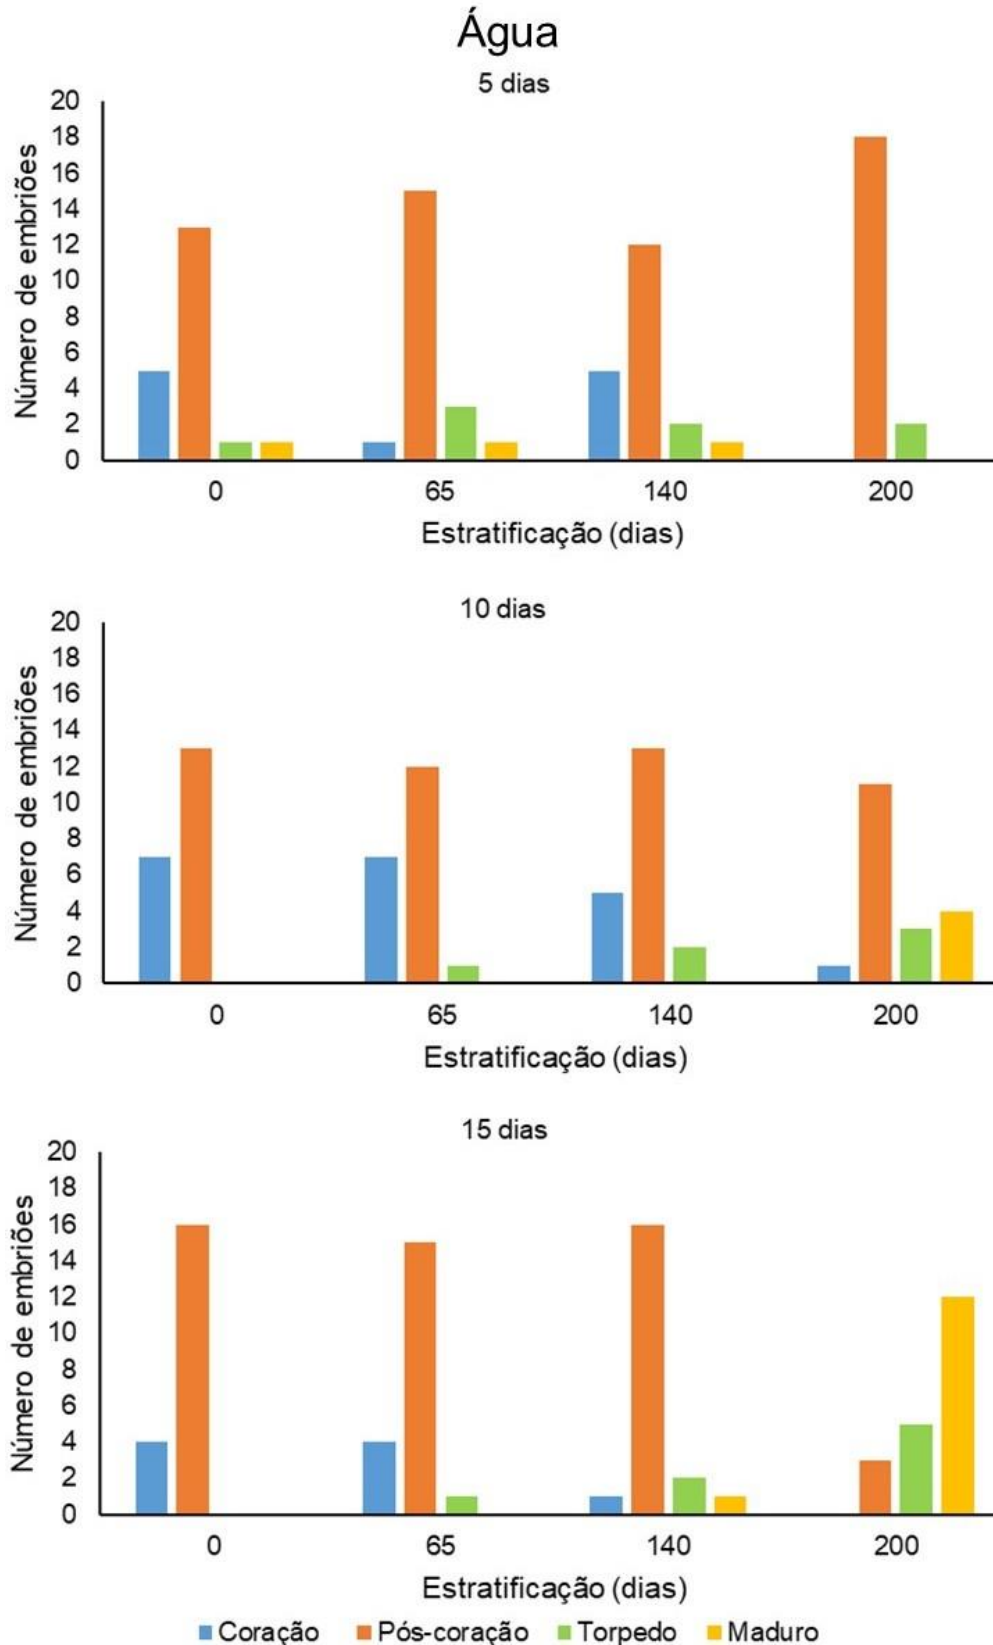 Água
5 dias
Número de embriões
20
18
16
14
12
10
8
6
4
2
0
0 65 140 200
Estratificação (dias)
10 dias
Número de embriões
20
18
16
14
12
10
8
6
4
2
0
0 65 140 200
Estratificação (dias)
15 dias
Número de embriões
20
18
16
14
12
10
8
6
4
2
0
0 65 140 200
Estratificação (dias)
Coração Pós-coração Torpedo Maduro